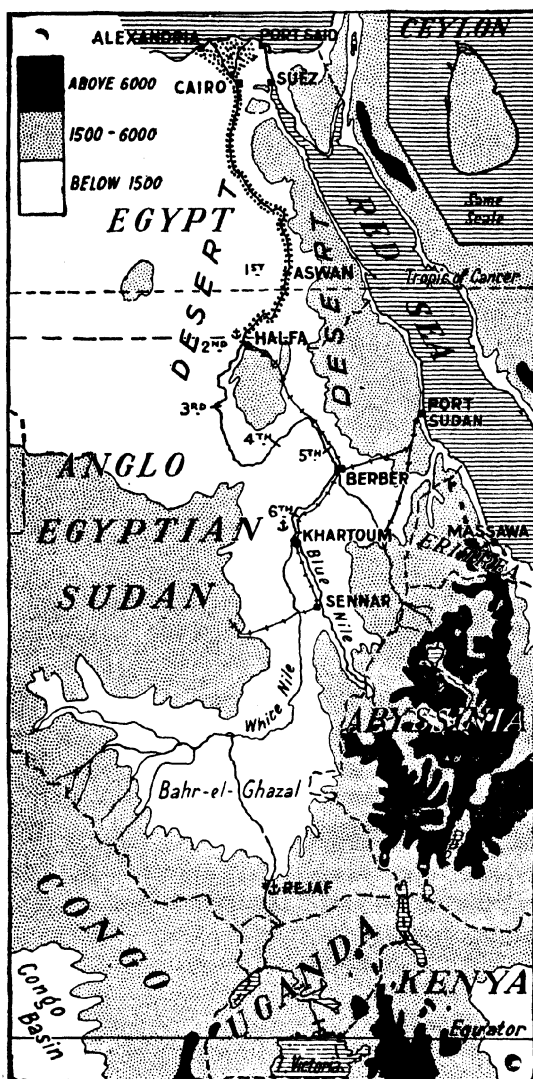 ALEXANDRIA
PORT SAID
CEYLON
ABOVE 6000
CAIRO
SUEZ
1500 - 6000
BELOW 1500
Same
Scale
EGYPT
DESERT
DESERT
RED SEA
1ST
ASWAN
Tropic of Cancer
2ND
HALFA
3RD
PORT
SUDAN
4TH
5TH
ANGLO
BERBER
6TH
EGYPTIAN
KHARTOUM
MASSAWA
ERITREA
SUDAN
Blue Nile
SENNAR
White Nile
ABYSSINIA
Bahr-el-Ghazal
REJAF
CONGO
UGANDA
KENYA
Congo
Basin
Equator
Victoria